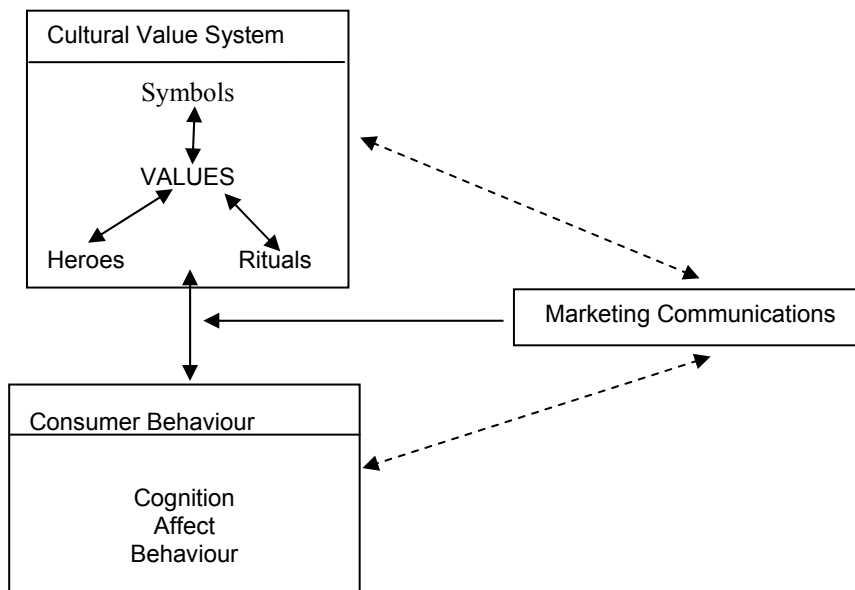 Cultural Value System
Symbols
VALUES
Heroes Rituals
Marketing Communications
Consumer Behaviour
Cognition
Affect
Behaviour